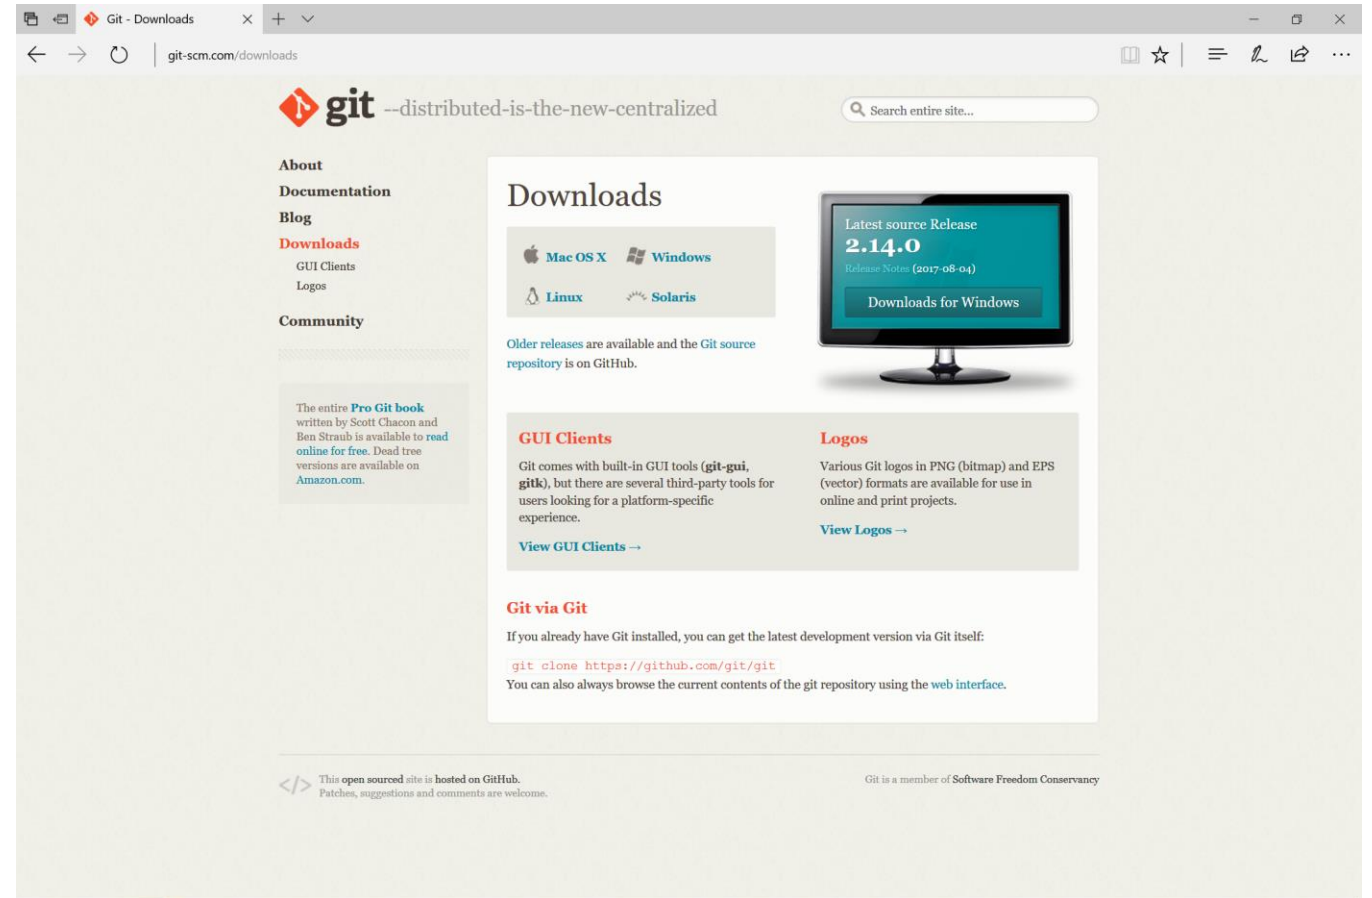 Git - Downloads
git-scm.com/downloads
git --distributed-is-the-new-centralized
Search entire site...
About
Documentation
Blog
Downloads
GUI Clients
Logos
Community
The entire Pro Git book
written by Scott Chacon and
Ben Straub is available to read
online for free. Dead tree
versions are available on
Amazon.com.
Downloads
Mac OS X
Windows
Linux
Solaris
Older releases are available and the Git source
repository is on GitHub.
Latest source Release
2.14.0
Release Notes (2017-08-04)
Downloads for Windows
GUI Clients
Git comes with built-in GUI tools (git-gui,
gitk), but there are several third-party tools for
users looking for a platform-specific
experience.
View GUI Clients →
Logos
Various Git logos in PNG (bitmap) and EPS
(vector) formats are available for use in
online and print projects.
View Logos →
Git via Git
If you already have Git installed, you can get the latest development version via Git itself:
git clone https://github.com/git/git
You can also always browse the current contents of the git repository using the web interface.
</> This open sourced site is hosted on GitHub.
Patches, suggestions and comments are welcome.
Git is a member of Software Freedom Conservancy